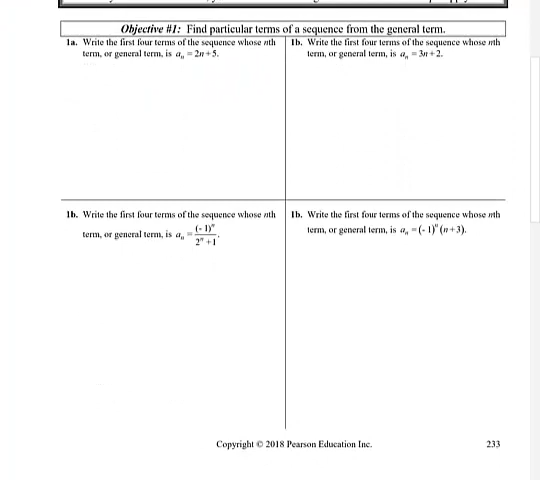 Objective #1: Find particular terms of a sequence from the general term.
1a. Write the first four terms of the sequence whose nth
term, or general term, is aₙ = 2n + 5.
1b. Write the first four terms of the sequence whose nth
term, or general term, is aₙ = 3n + 2.
1b. Write the first four terms of the sequence whose nth
term, or general term, is aₙ = (- 1)ⁿ / 2ⁿ + 1.
1b. Write the first four terms of the sequence whose nth
term, or general term, is aₙ = (- 1)ⁿ (n + 3).
Copyright © 2018 Pearson Education Inc.
233